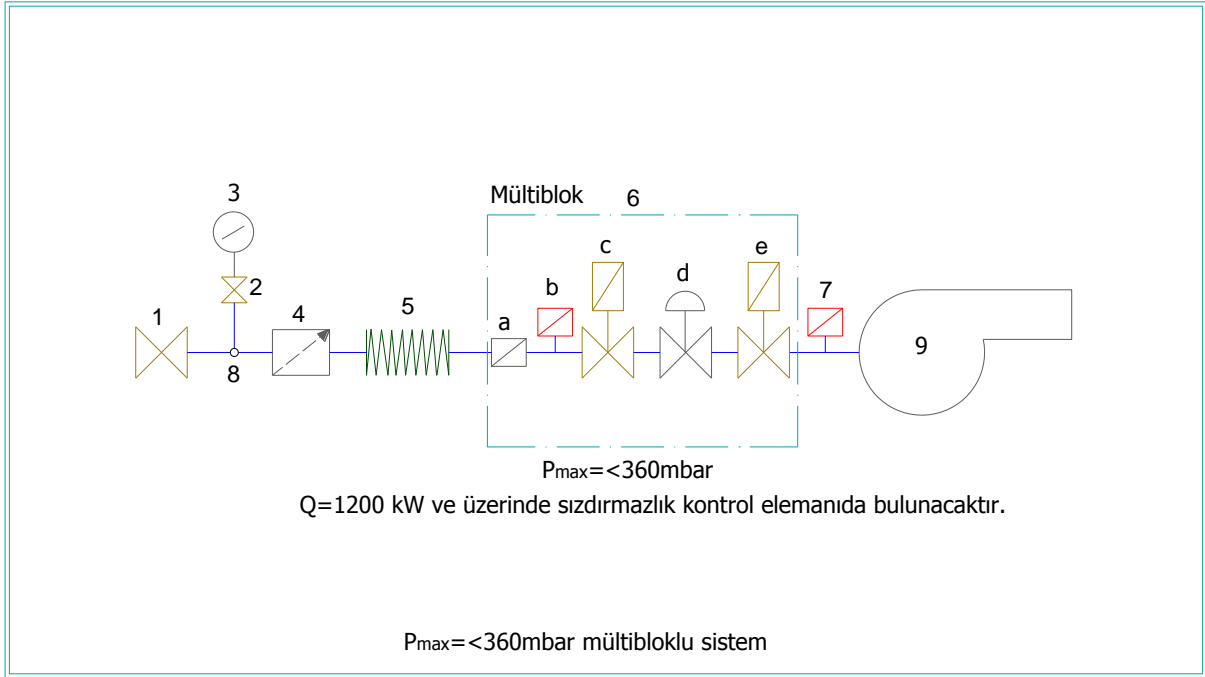 Mültiblok
6
3
c
e
b
d
7
2
1
4
5
a
9
8
Pmax=<360mbar
Q=1200 kW ve üzerinde sızdırmazlık kontrol elemanıda bulunacaktır.
Pmax=<360mbar mültibloklu sistem